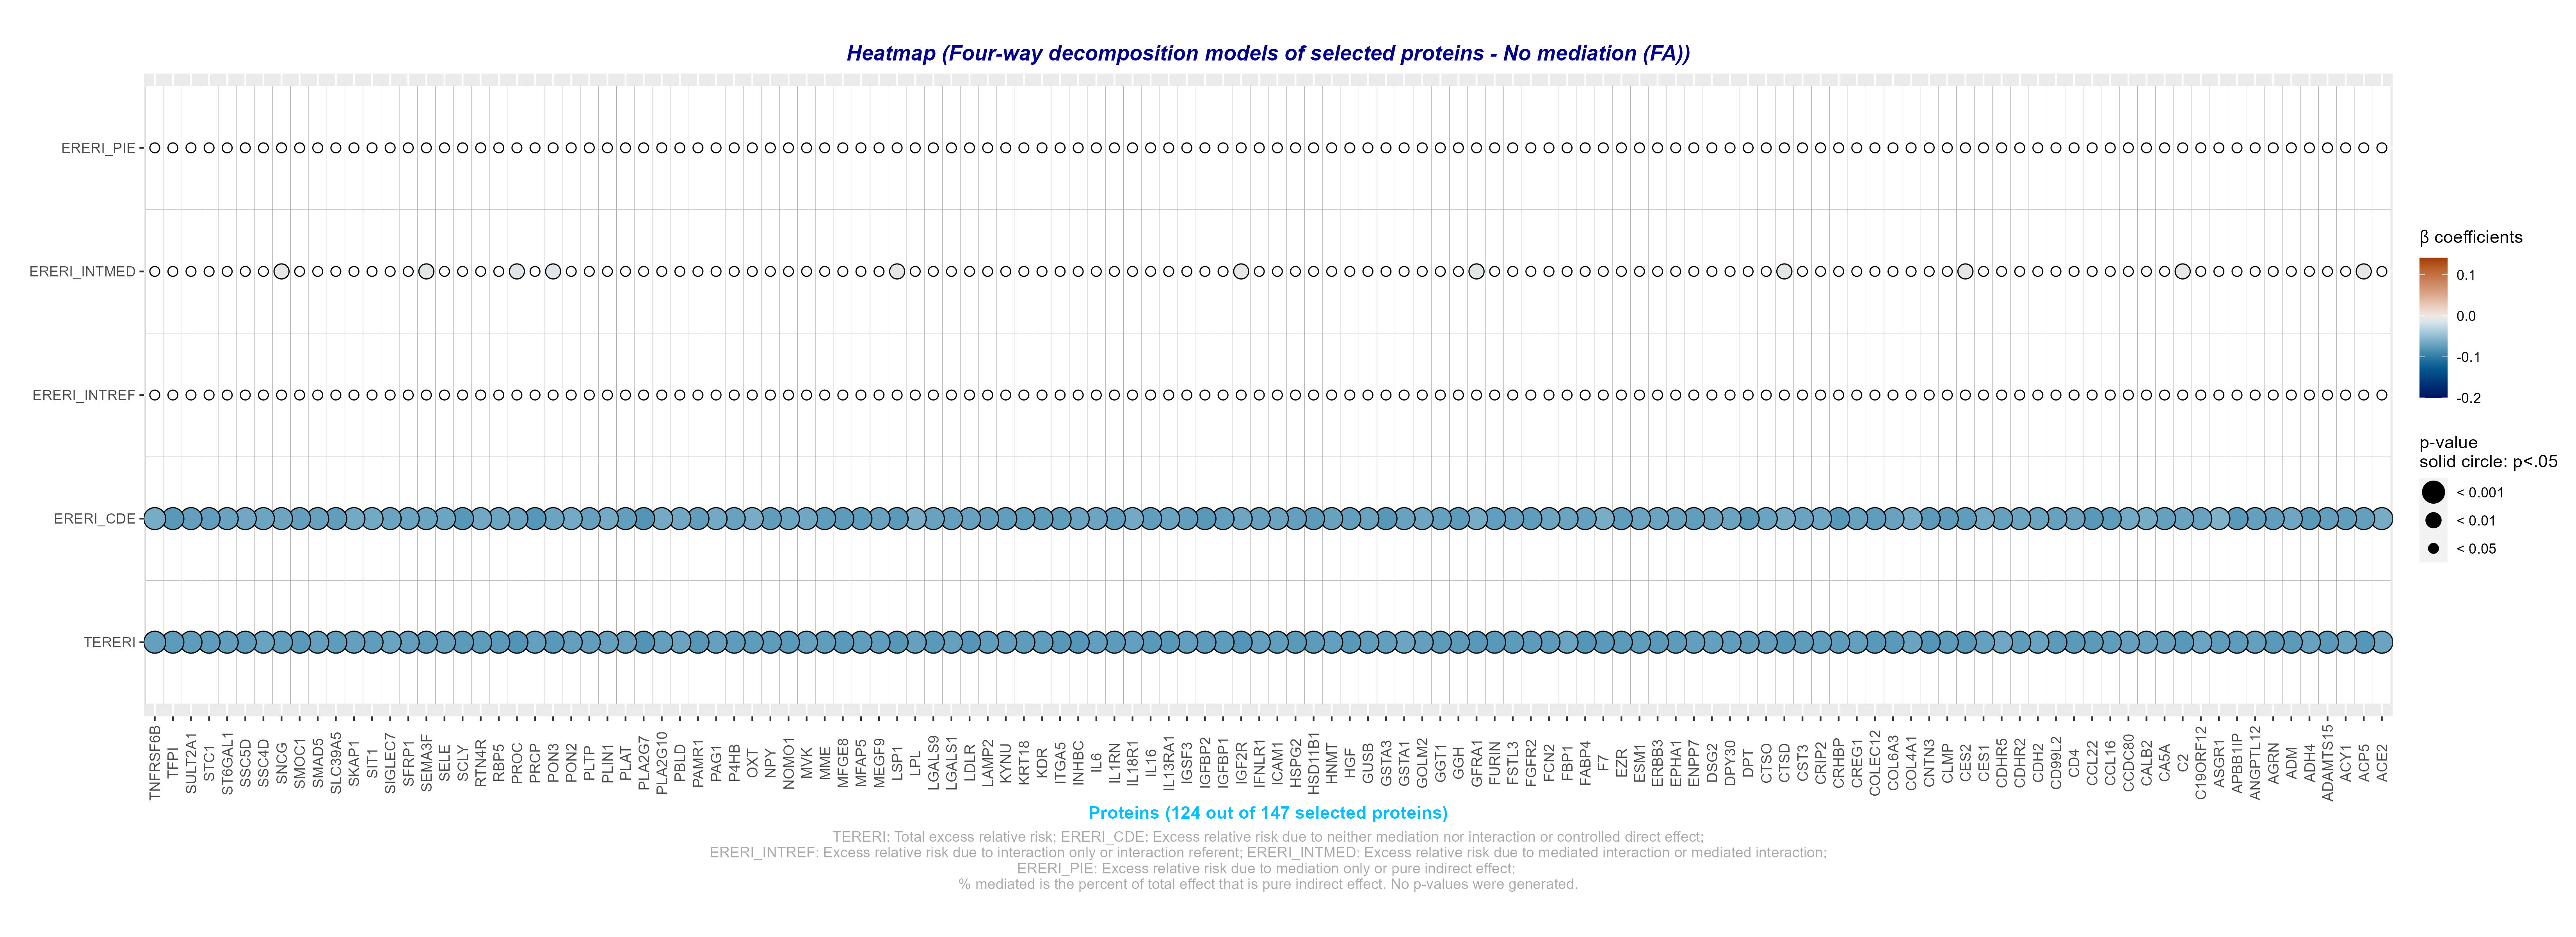 Heatmap (Four-way decomposition models of selected proteins - No mediation (FA))
ERERI_PIE
ERERI_INTMED
ERERI_INTREF
ERERI_CDE
TERERI
β coefficients
0.1
0.0
-0.1
-0.2
p-value
solid circle: p<.05
< 0.001
< 0.01
< 0.05
TNFRSF6B
TFPI
SULT2A1
STC1
ST6GAL1
SSC5D
SSC4D
SNCG
SMOC1
SMAD5
SLC39A5
SKAP1
SIT1
SIGLEC7
SFRP1
SEMA3F
SELE
SCLY
RTN4R
RBP5
PROC
PRCP
PON3
PON2
PLTP
PLIN1
PLAT
PLA2G7
PLA2G10
PBLD
PAMR1
PAG1
P4HB
OXT
NPY
NOMO1
MVK
MME
MFGE8
MFAP5
MEGF9
LSP1
LPL
LGALS9
LGALS1
LDLR
LAMP2
KYNU
KRT18
KDR
ITGA5
INHBC
IL6
IL1RN
IL18R1
IL16
IL13RA1
IGSF3
IGFBP2
IGFBP1
IGF2R
IFNLR1
ICAM1
HSPG2
HSD11B1
HNMT
HGF
GUSB
GSTA3
GSTA1
GOLM2
GGT1
GGH
GFRA1
FURIN
FSTL3
FGFR2
FCN2
FBP1
FABP4
F7
EZR
ESM1
ERBB3
EPHA1
ENPP7
DSG2
DPY30
DPT
CTSO
CTSD
CST3
CRIP2
CRHBP
CREG1
COLEC12
COL6A3
COL4A1
CNTN3
CLMP
CES2
CES1
CDHR5
CDHR2
CDH2
CD99L2
CD4
CCL22
CCL16
CCDC80
CALB2
CA5A
C2
C19ORF12
ASGR1
APBB1IP
ANGPTL12
AGRN
ADM
ADH4
ADAMTS15
ACY1
ACP5
ACE2
Proteins (124 out of 147 selected proteins)
TERERI: Total excess relative risk; ERERI_CDE: Excess relative risk due to neither mediation nor interaction or controlled direct effect;
ERERI_INTREF: Excess relative risk due to interaction only or interaction referent; ERERI_INTMED: Excess relative risk due to mediated interaction or mediated interaction;
ERERI_PIE: Excess relative risk due to mediation only or pure indirect effect;
% mediated is the percent of total effect that is pure indirect effect. No p-values were generated.